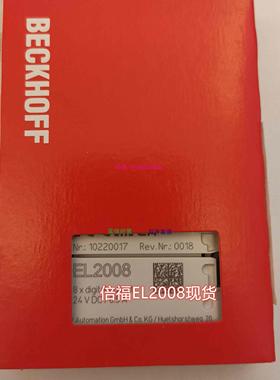 BECKHOFF
Nr.: 10220017 Rev.Nr.: 0018
EL2008
8 x digit
24 V DC
倍福EL2008现货
Automation GmbH & Co. KG / Huelshorstweg 20